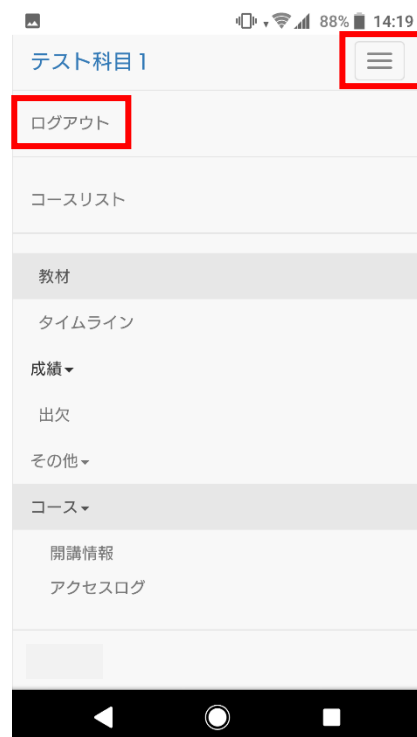 88% 14:19
テスト科目1
ログアウト
コースリスト
教材
タイムライン
成績▾
出欠
その他▾
コース▾
開講情報
アクセスログ